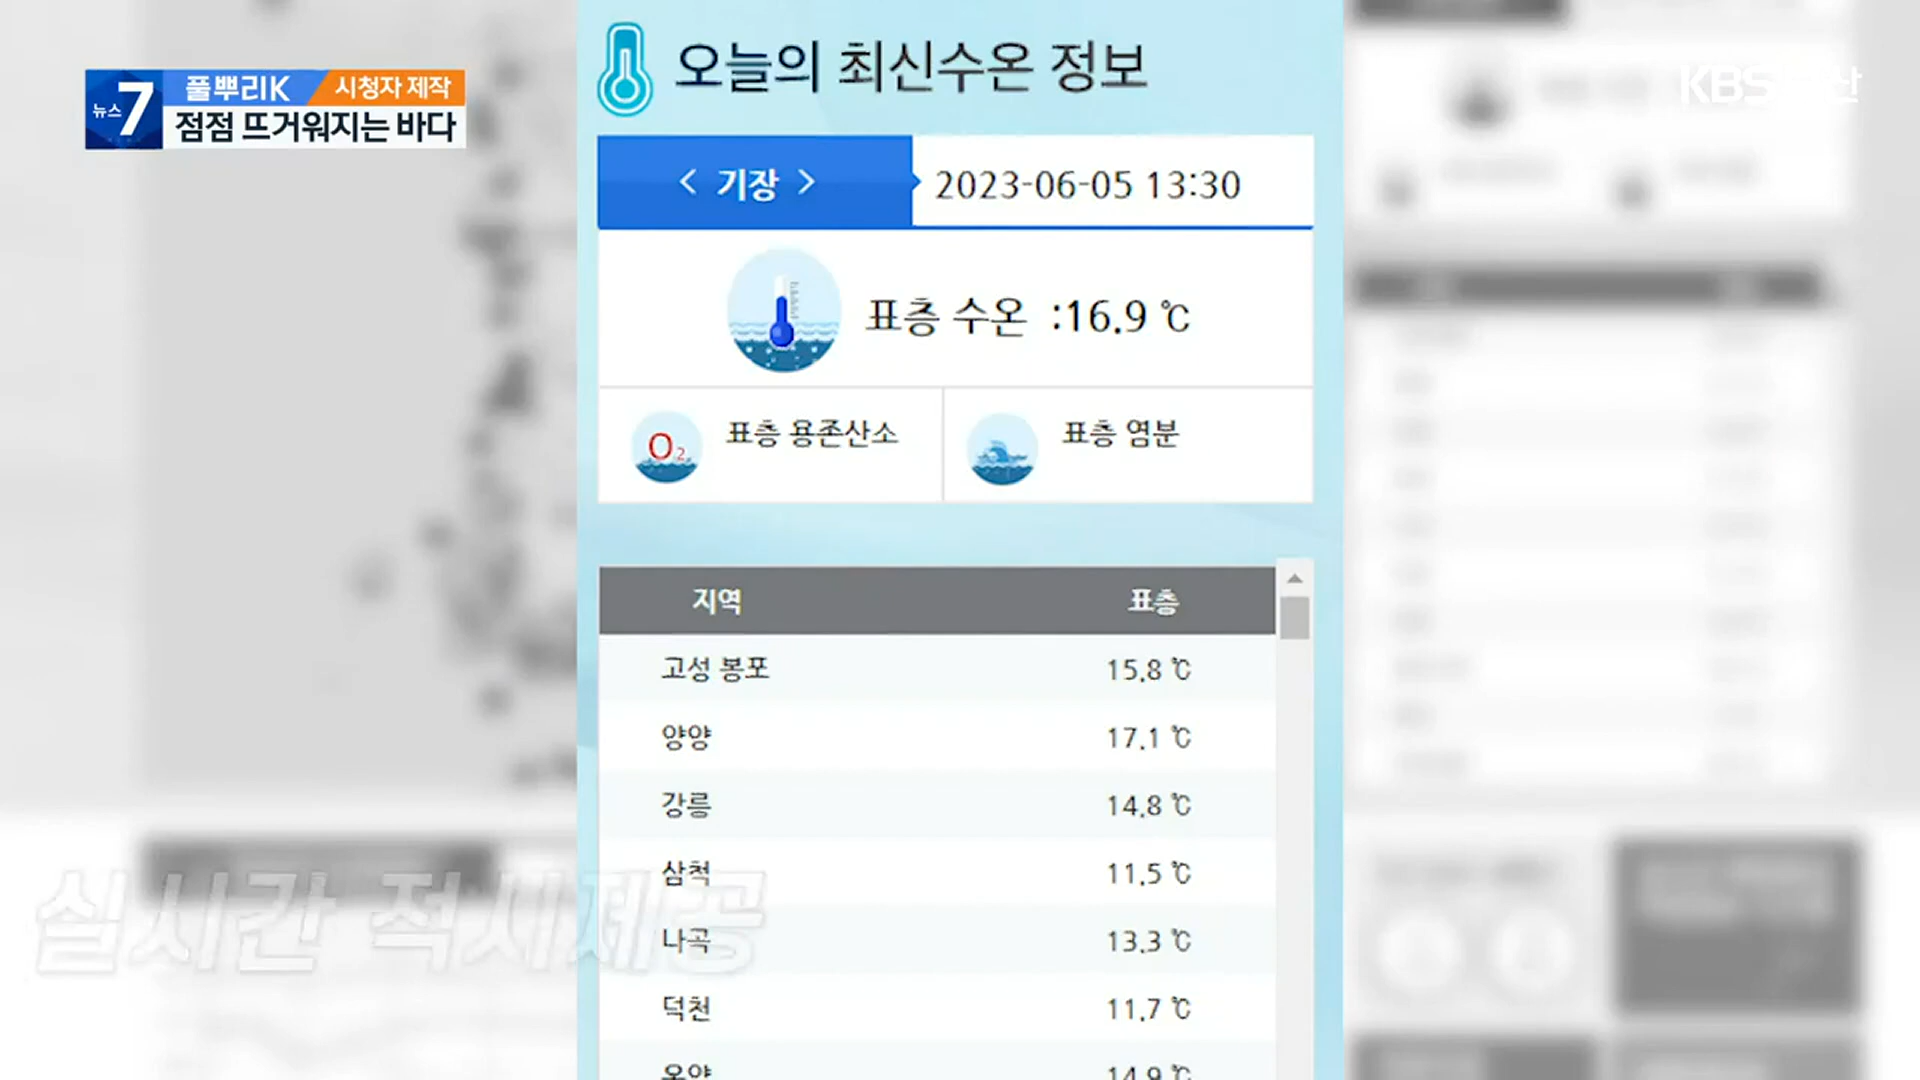 뉴스 7
풀뿌리K 시청자 제작
점점 뜨거워지는 바다
KBS 부산
오늘의 최신수온 정보
< 기장 > 2023-06-05 13:30
표층 수온 :16.9 ℃
O₂ 표층 용존산소 표층 염분
지역 표층
고성 봉포 15.8 ℃
양양 17.1 ℃
강릉 14.8 ℃
삼척 11.5 ℃
나곡 13.3 ℃
덕천 11.7 ℃
14.9 ℃
실시간 적시제공